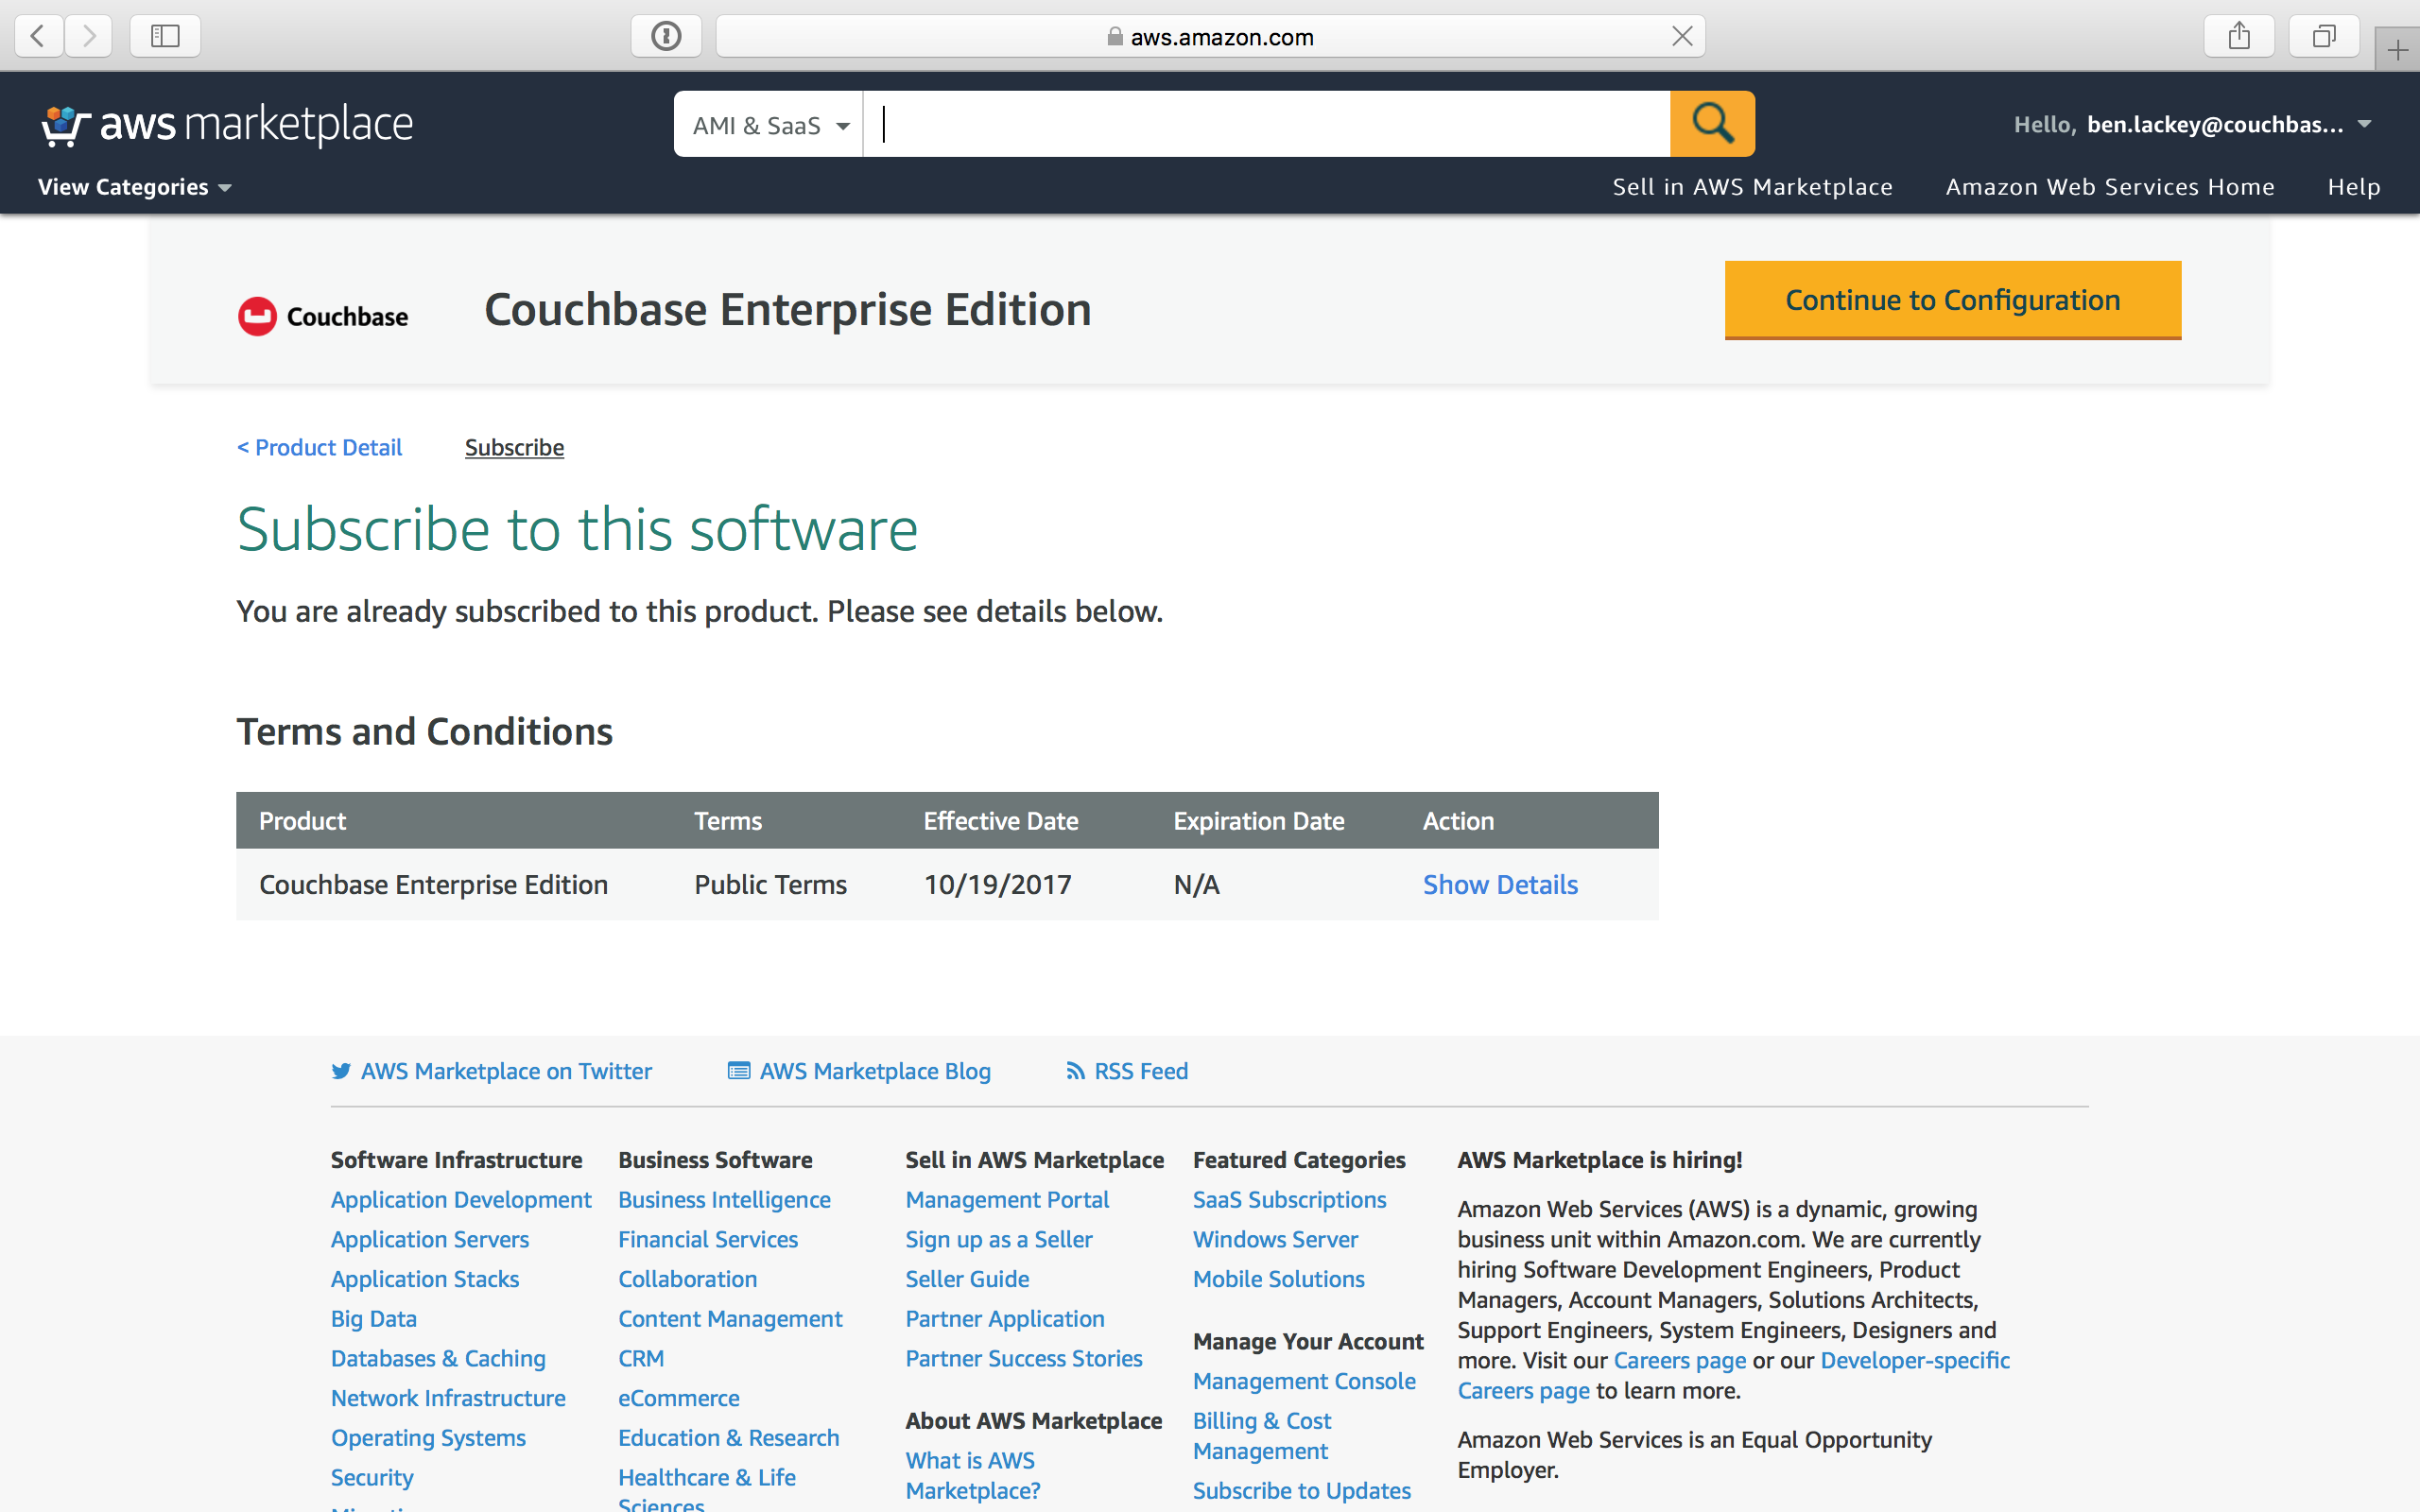 aws.amazon.com
aws marketplace
AMI & SaaS
Hello, ben.lackey@couchbas...
View Categories
Sell in AWS Marketplace
Amazon Web Services Home
Help
Couchbase
Couchbase Enterprise Edition
Continue to Configuration
< Product Detail
Subscribe
Subscribe to this software
You are already subscribed to this product. Please see details below.
Terms and Conditions
Product Terms Effective Date Expiration Date Action
Couchbase Enterprise Edition Public Terms 10/19/2017 N/A Show Details
AWS Marketplace on Twitter
AWS Marketplace Blog
RSS Feed
Software Infrastructure
Application Development
Application Servers
Application Stacks
Big Data
Databases & Caching
Network Infrastructure
Operating Systems
Security
Business Software
Business Intelligence
Financial Services
Collaboration
Content Management
CRM
eCommerce
Education & Research
Healthcare & Life
Sciences
Sell in AWS Marketplace
Management Portal
Sign up as a Seller
Seller Guide
Partner Application
Partner Success Stories
About AWS Marketplace
What is AWS
Marketplace?
Featured Categories
SaaS Subscriptions
Windows Server
Mobile Solutions
Manage Your Account
Management Console
Billing & Cost
Management
Subscribe to Updates
AWS Marketplace is hiring!
Amazon Web Services (AWS) is a dynamic, growing
business unit within Amazon.com. We are currently
hiring Software Development Engineers, Product
Managers, Account Managers, Solutions Architects,
Support Engineers, System Engineers, Designers and
more. Visit our Careers page or our Developer-specific
Careers page to learn more.
Amazon Web Services is an Equal Opportunity
Employer.